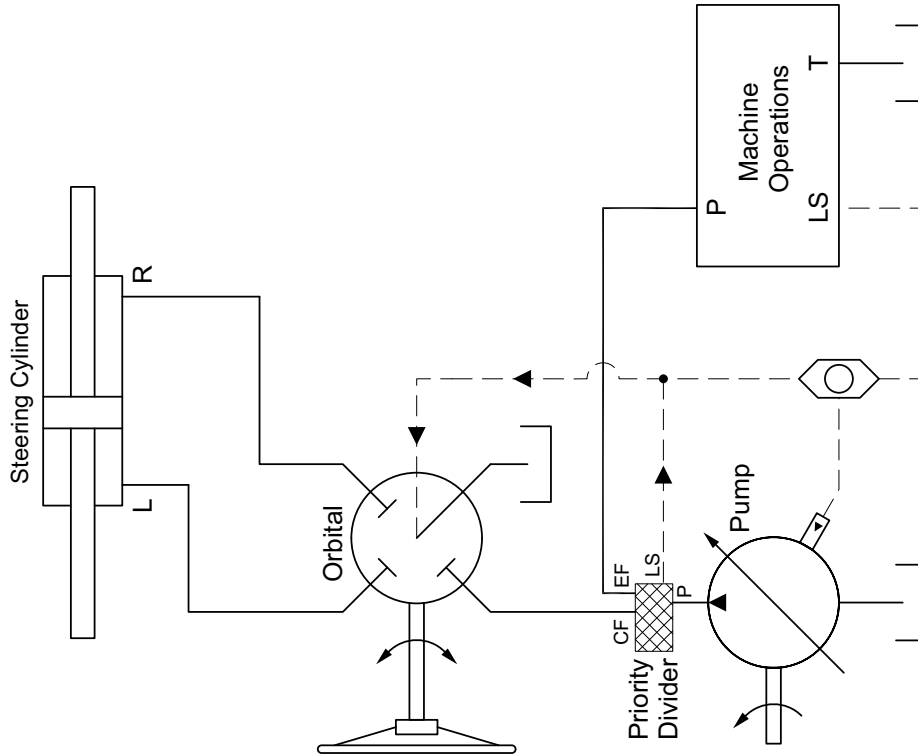 Steering Cylinder
L
R
Orbital
Machine
Operations
P
T
LS
CF
EF
LS
P
Priority
Divider
Pump